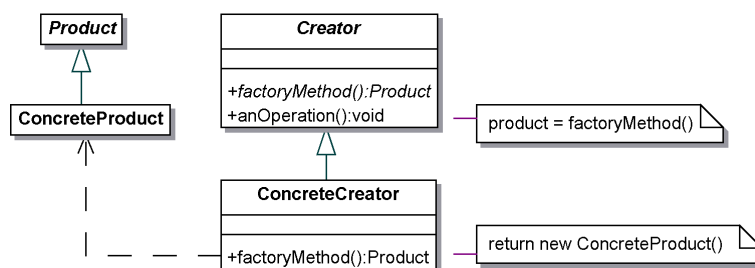 Product
Creator
+factoryMethod():Product
+anOperation():void
ConcreteProduct
product = factoryMethod()
ConcreteCreator
+factoryMethod():Product
return new ConcreteProduct()